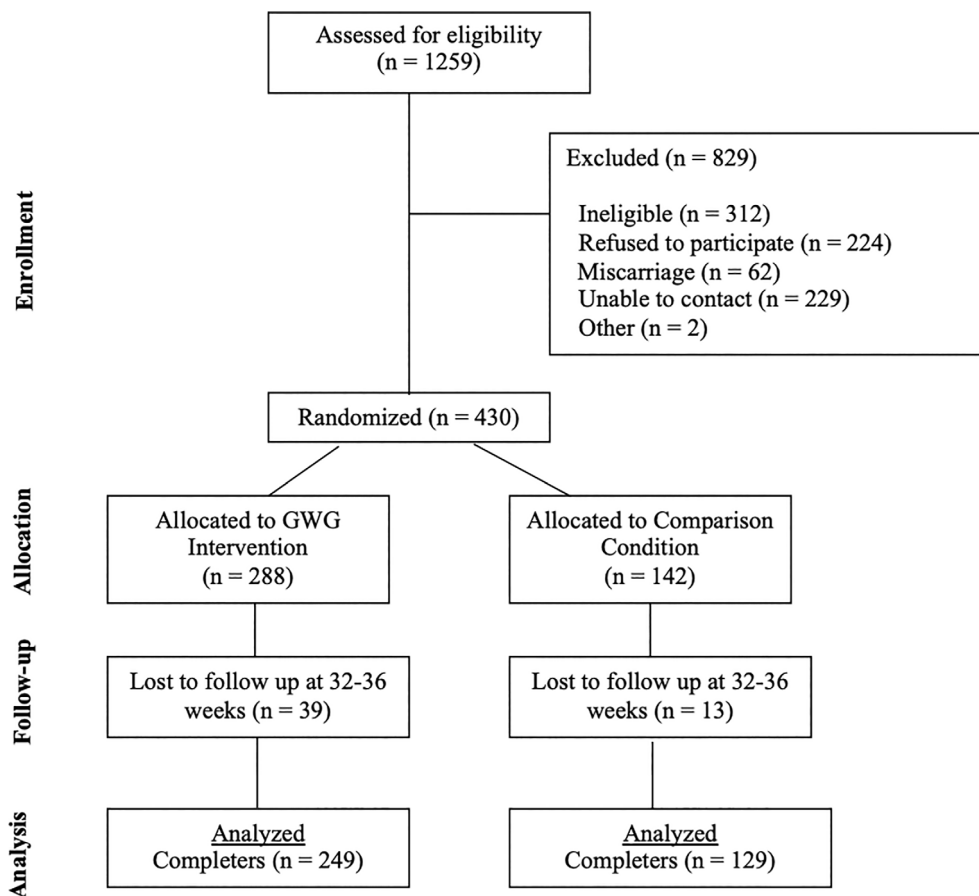 Assessed for eligibility
(n = 1259)
Enrollment
Excluded (n = 829)
Ineligible (n = 312)
Refused to participate (n = 224)
Miscarriage (n = 62)
Unable to contact (n = 229)
Other (n = 2)
Randomized (n = 430)
Allocation
Allocated to GWG
Intervention
(n = 288)
Allocated to Comparison
Condition
(n = 142)
Follow-up
Lost to follow up at 32-36
weeks (n = 39)
Lost to follow up at 32-36
weeks (n = 13)
Analysis
Analyzed
Completers (n = 249)
Analyzed
Completers (n = 129)